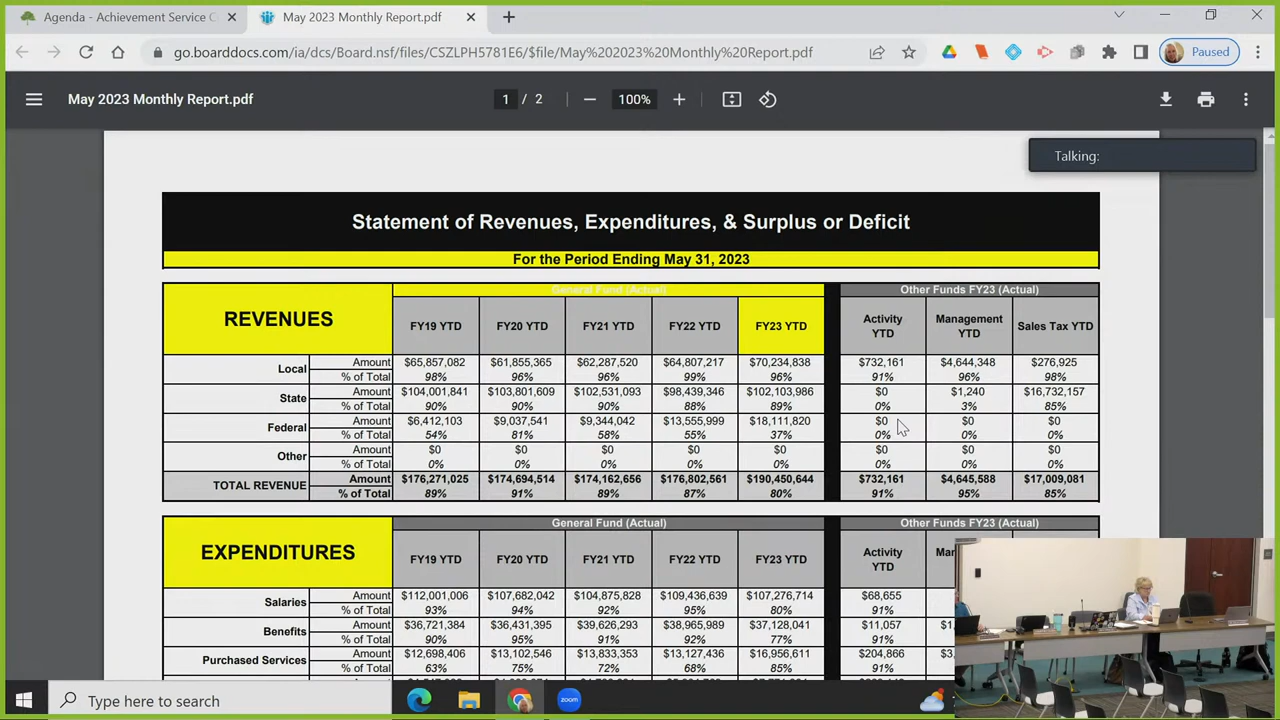 Agenda - Achievement Service C
May 2023 Monthly Report.pdf
go.boarddocs.com/ia/dcs/Board.nsf/files/CSZLPH5781E6/$file/May%202023%20Monthly%20Report.pdf
Paused
May 2023 Monthly Report.pdf
1 / 2
100%
Talking:
Statement of Revenues, Expenditures, & Surplus or Deficit
For the Period Ending May 31, 2023
General Fund (Actual) Other Funds FY23 (Actual)
REVENUES FY19 YTD FY20 YTD FY21 YTD FY22 YTD FY23 YTD Activity YTD Management YTD Sales Tax YTD
Local Amount $65,857,082 $61,855,365 $62,287,520 $64,807,217 $70,234,838 $732,161 $4,644,348 $276,925
% of Total 98% 96% 96% 99% 96% 91% 96% 98%
State Amount $104,001,841 $103,801,609 $102,531,093 $98,439,346 $102,103,986 $0 $1,240 $16,732,157
% of Total 90% 90% 90% 88% 89% 0% 3% 85%
Federal Amount $6,412,103 $9,037,541 $9,344,042 $13,555,999 $18,111,820 $0 $0 $0
% of Total 54% 81% 58% 55% 37% 0% 0% 0%
Other Amount $0 $0 $0 $0 $0 $0 $0 $0
% of Total 0% 0% 0% 0% 0% 0% 0% 0%
TOTAL REVENUE Amount $176,271,025 $174,694,514 $174,162,656 $176,802,561 $190,450,644 $732,161 $4,645,588 $17,009,081
% of Total 89% 91% 89% 87% 80% 91% 95% 85%
General Fund (Actual) Other Funds FY23 (Actual)
EXPENDITURES FY19 YTD FY20 YTD FY21 YTD FY22 YTD FY23 YTD Activity YTD
Salaries Amount $112,001,006 $107,682,042 $104,875,828 $109,436,639 $107,276,714 $68,655
% of Total 93% 94% 92% 95% 80% 91%
Benefits Amount $36,721,384 $36,431,395 $39,626,293 $38,965,989 $37,128,041 $11,057
% of Total 90% 95% 91% 92% 77% 91%
Purchased Services Amount $12,698,406 $13,102,546 $13,833,353 $13,127,436 $16,956,611 $204,866
% of Total 63% 75% 72% 68% 85% 91%
Type here to search
zoom